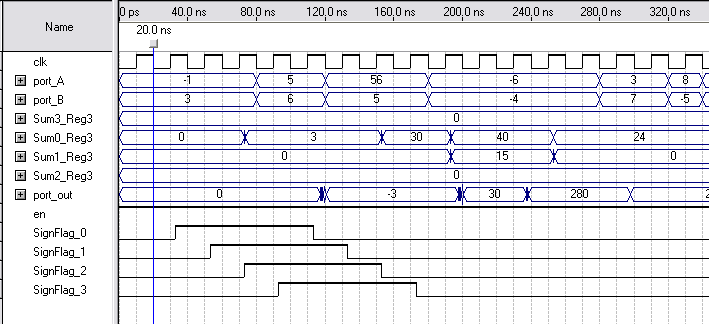 Name
0 ps 40.0 ns 80.0 ns 120.0 ns 160.0 ns 200.0 ns 240.0 ns 280.0 ns 320.0 ns
20.0 ns
clk
port_A -1 5 56 -6 3 8
port_B 3 6 5 -4 7 -5
Sum3_Reg3 0
Sum0_Reg3 0 3 30 40 24
Sum1_Reg3 0 15 0
Sum2_Reg3 0
port_out 0 -3 30 280 2
en
SignFlag_0
SignFlag_1
SignFlag_2
SignFlag_3